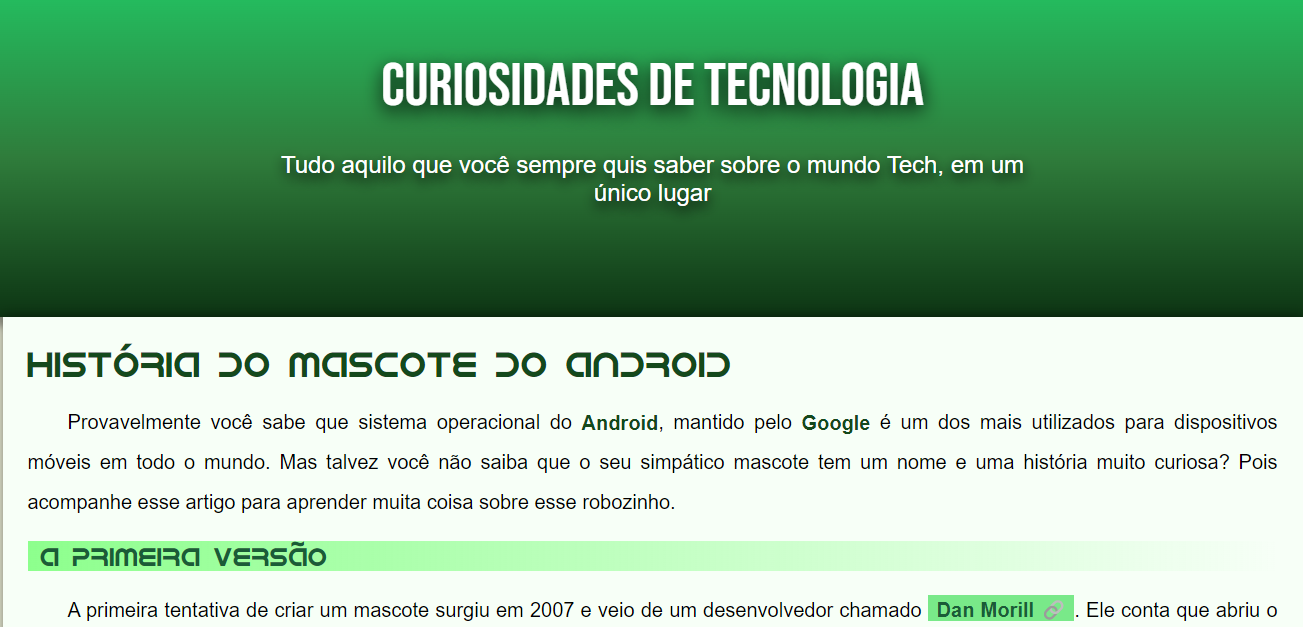 CURIOSIDADES DE TECNOLOGIA
Tudo aquilo que você sempre quis saber sobre o mundo Tech, em um
único lugar
HISTÓRIA DO MASCOTE DO ANDROID
Provavelmente você sabe que sistema operacional do Android, mantido pelo Google é um dos mais utilizados para dispositivos
móveis em todo o mundo. Mas talvez você não saiba que o seu simpático mascote tem um nome e uma história muito curiosa? Pois
acompanhe esse artigo para aprender muita coisa sobre esse robozinho.
A PRIMEIRA VERSÃO
A primeira tentativa de criar um mascote surgiu em 2007 e veio de um desenvolvedor chamado Dan Morill. Ele conta que abriu o